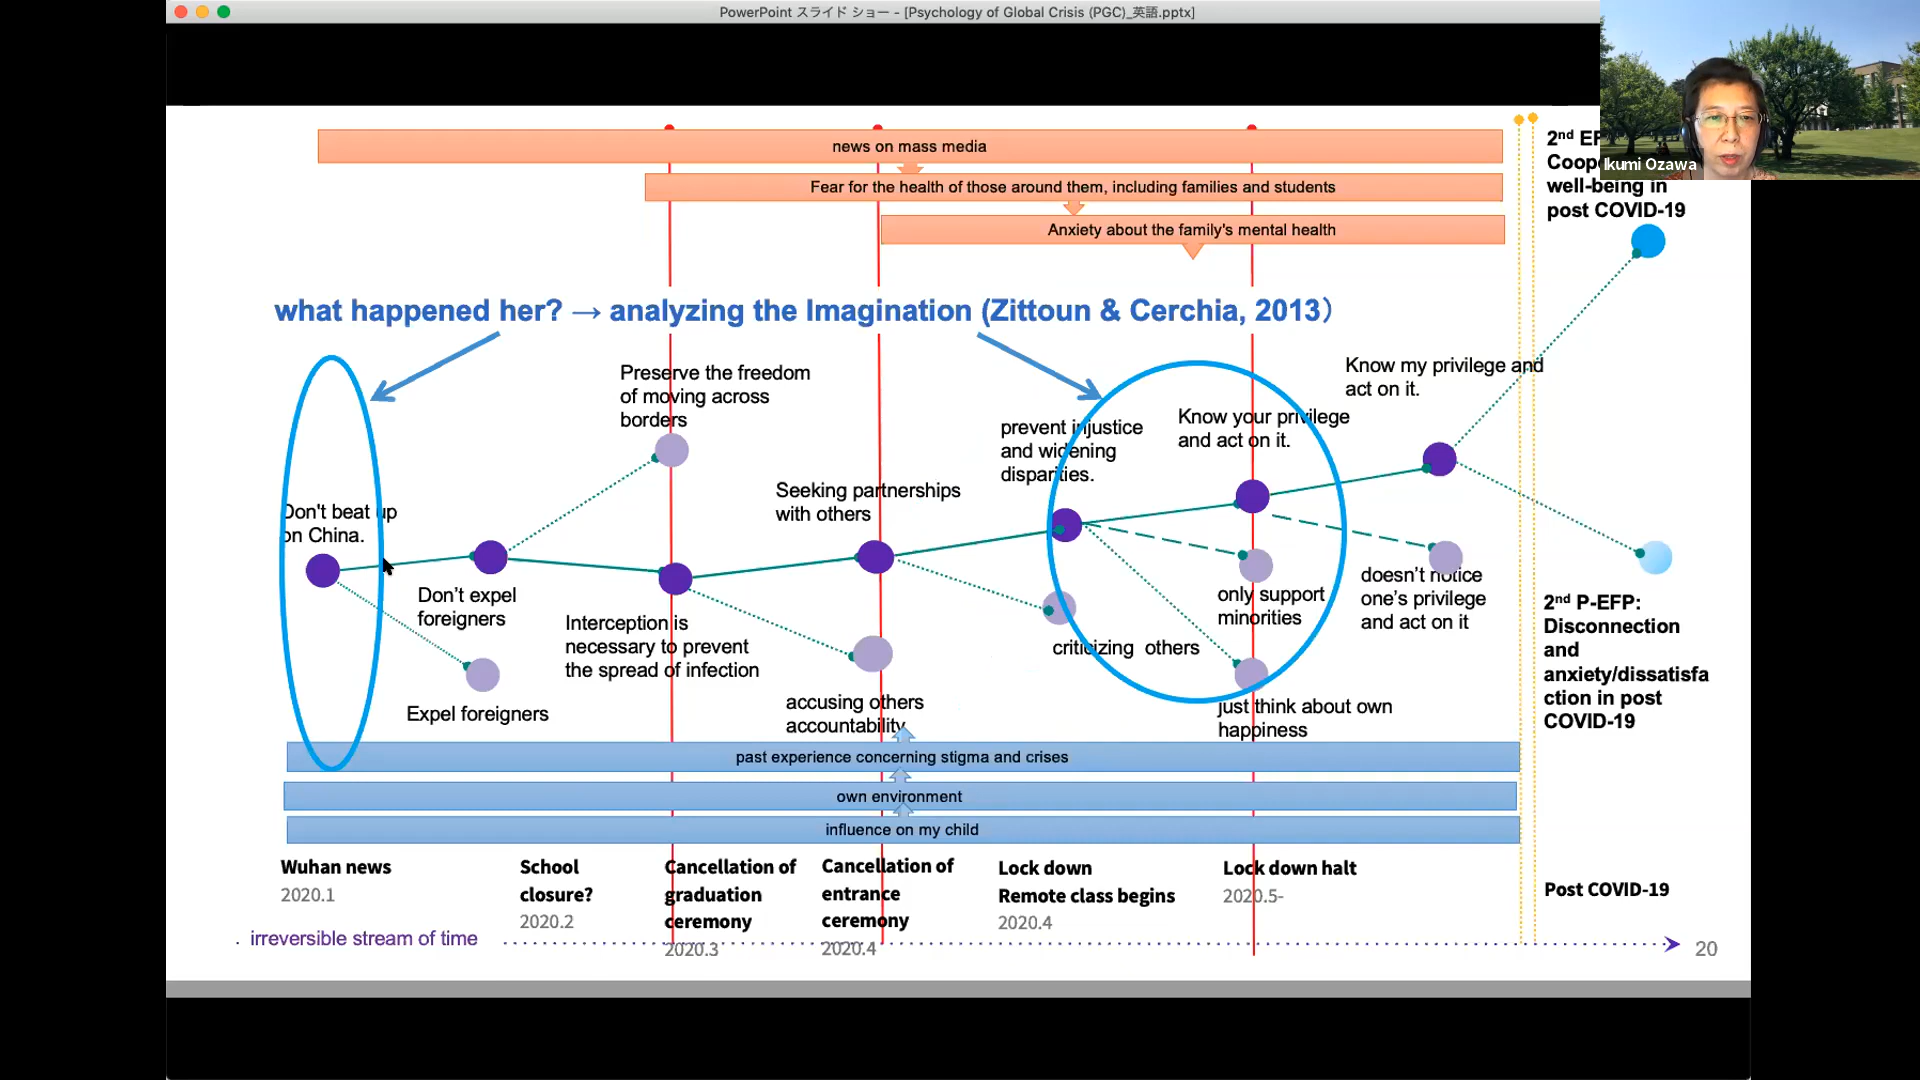 PowerPoint スライド ショー - [Psychology of Global Crisis (PGC)_英語.pptx]
Ikumi Ozawa
news on mass media
Fear for the health of those around them, including families and students
Anxiety about the family's mental health
2nd
well-being in
post COVID-19
what happened her? → analyzing the Imagination (Zittoun & Cerchia, 2013）
Preserve the freedom
of moving across
borders
Know my privilege and
act on it.
Know your privilege
and act on it.
prevent injustice
and widening
disparities.
Seeking partnerships
with others
Don't beat up
on China.
Don't expel
foreigners
Expel foreigners
Interception is
necessary to prevent
the spread of infection
accusing others
accountability
criticizing others
only support
minorities
just think about own
happiness
doesn't notice
one's privilege
and act on it
2nd P-EFP:
Disconnection
and
anxiety/dissatisfa
ction in post
COVID-19
past experience concerning stigma and crises
own environment
influence on my child
Wuhan news
2020.1
School
closure?
2020.2
Cancellation of
graduation
ceremony
2020.3
Cancellation of
entrance
ceremony
2020.4
Lock down
Remote class begins
2020.4
Lock down halt
2020.5-
Post COVID-19
irreversible stream of time
20